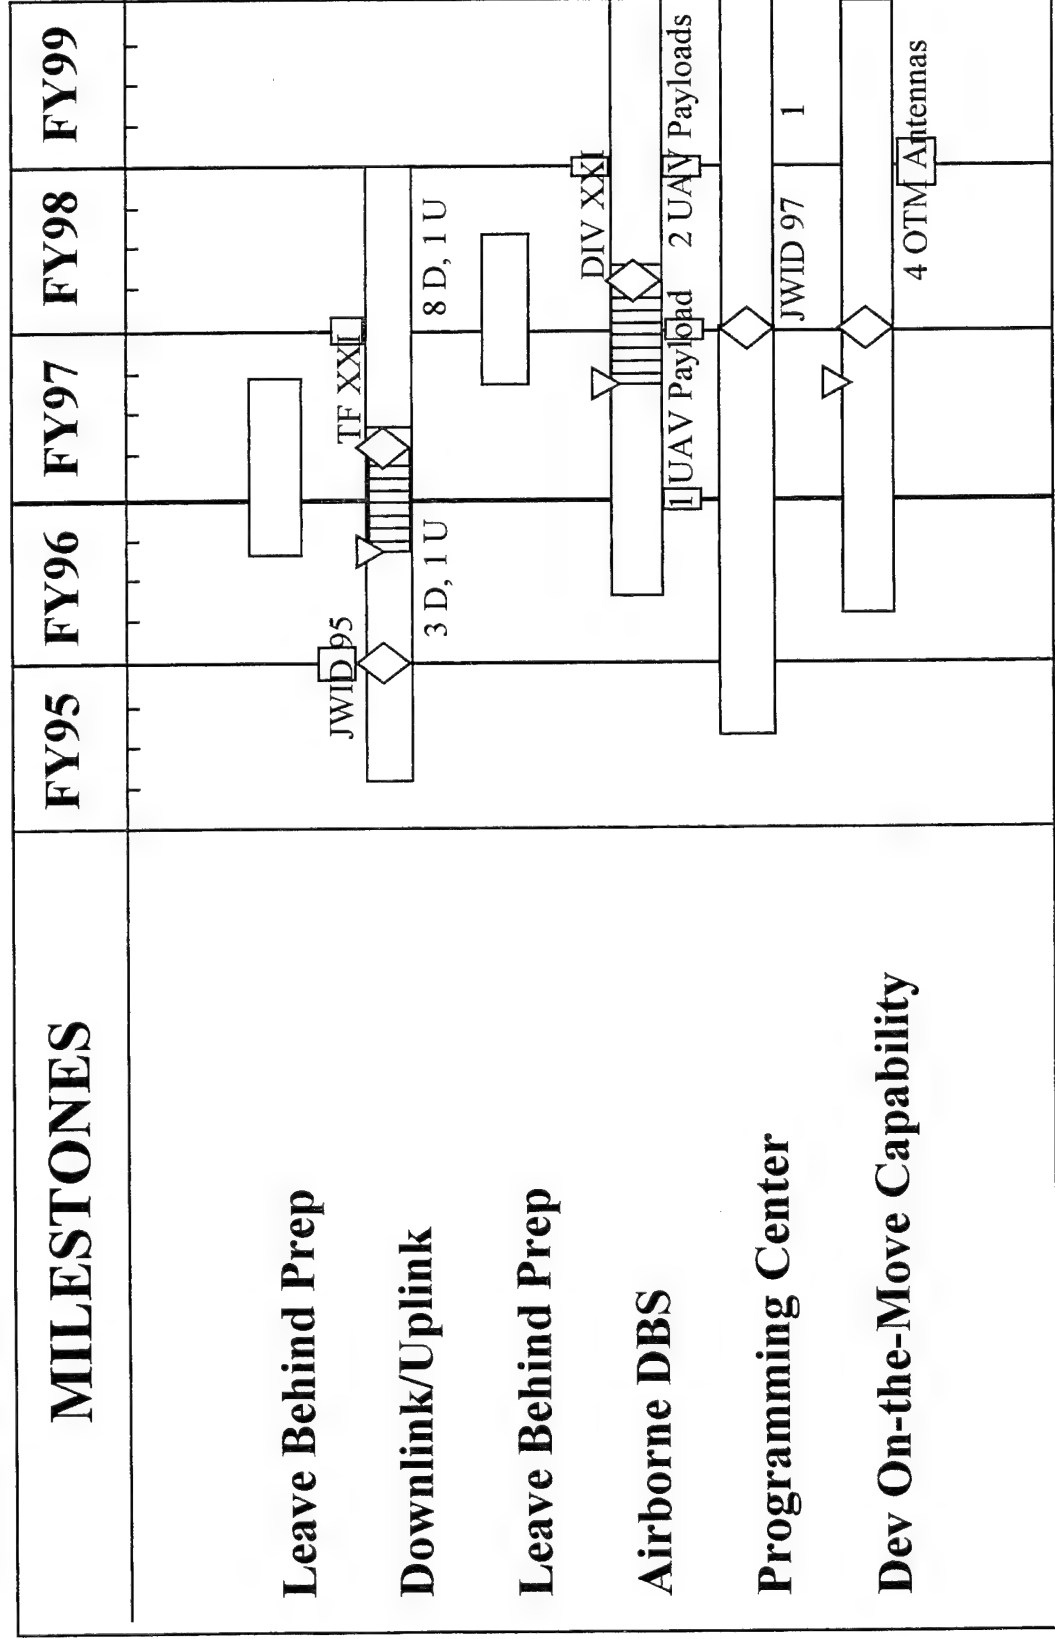 MILESTONES FY95 FY96 FY97 FY98 FY99
Leave Behind Prep
JWID 95 TF XXI
Downlink/Uplink
3 D, 1 U 8 D, 1 U
Leave Behind Prep
DIV XXI
Airborne DBS
1 UAV Payload 2 UAV Payloads
Programming Center
JWID 97 1
Dev On-the-Move Capability
4 OTM Antennas